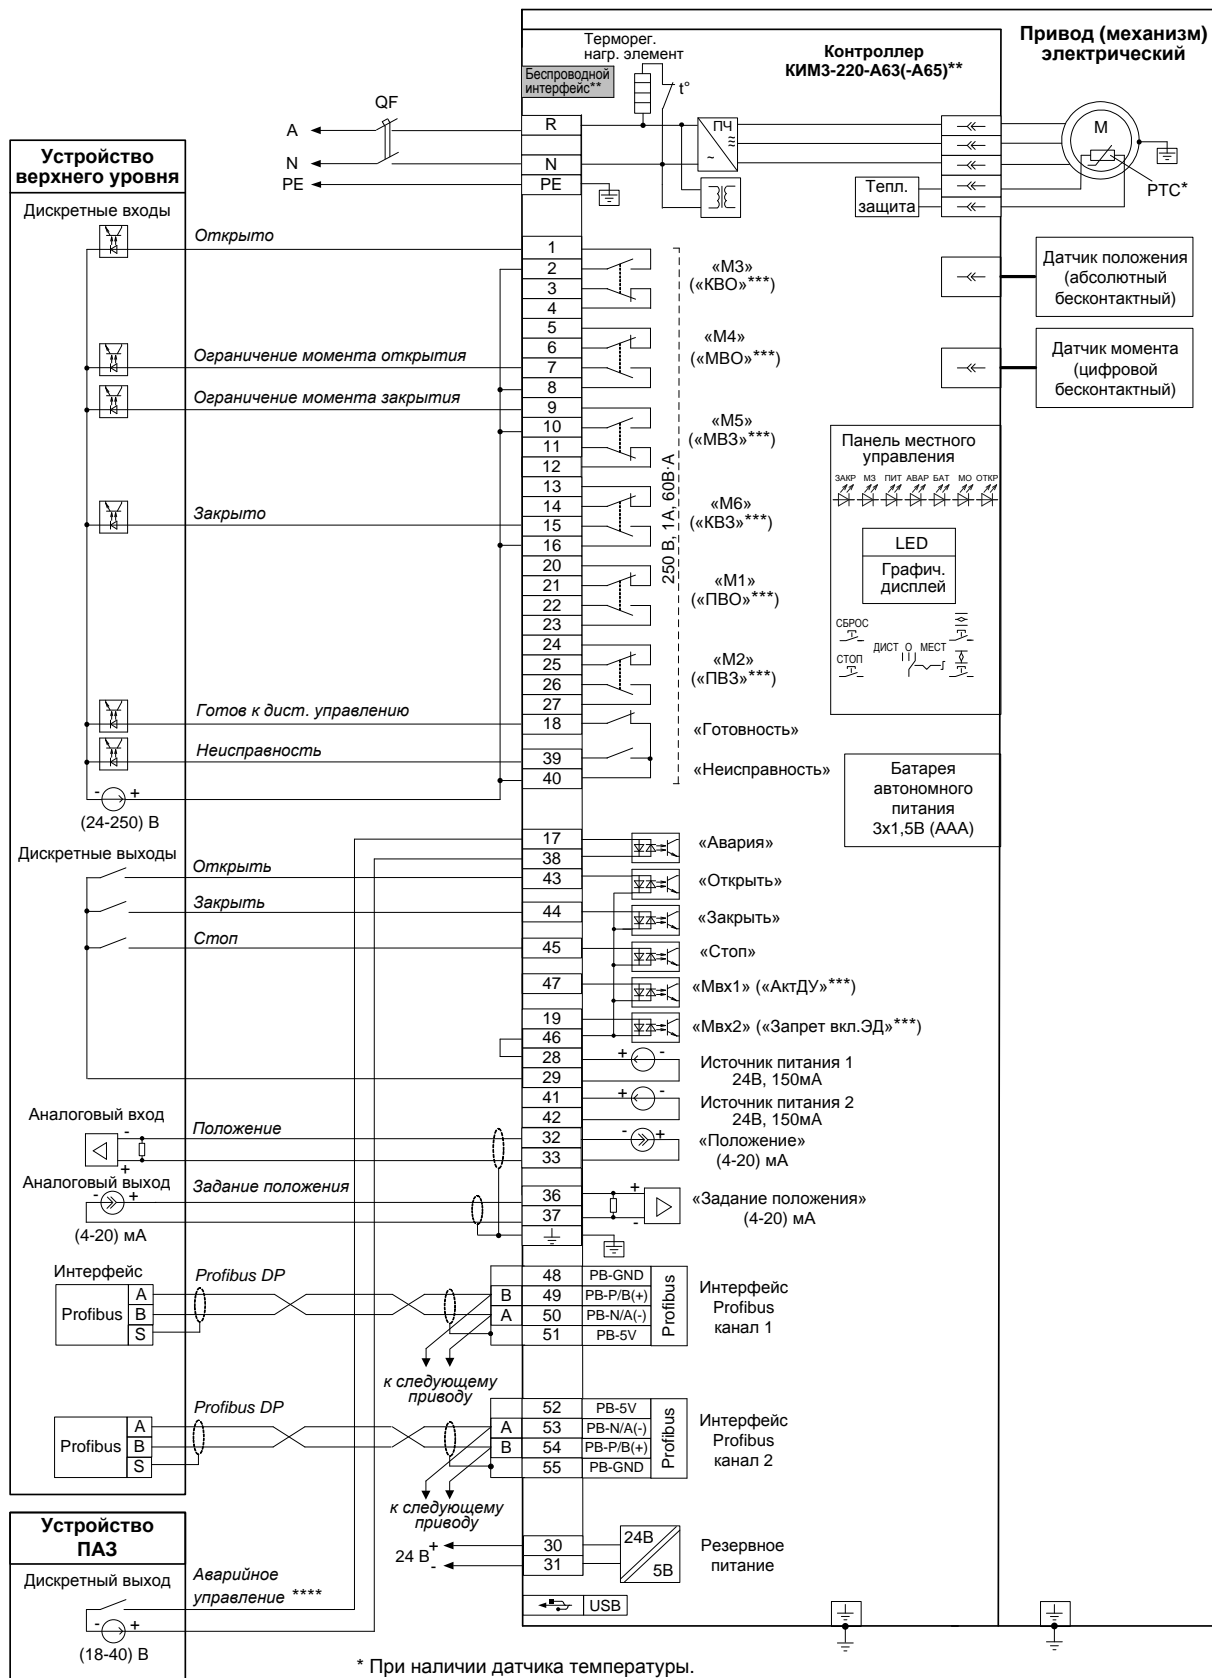 Привод (механизм)
электрический
Контроллер
КИМ3-220-А63(-А65)**
Терморег.
нагр. элемент
t°
Беспроводной
интерфейс**
QF
A
N
PE
R
N
PE
ПЧ
≈
~
M
PTC*
Тепл.
защита
Устройство
верхнего уровня
Дискретные входы
Открыто
1
2
3
4
«М3»
(«КВО»***)
Датчик положения
(абсолютный
бесконтактный)
5
6
7
8
«М4»
(«МВО»***)
Ограничение момента открытия
Датчик момента
(цифровой
бесконтактный)
Ограничение момента закрытия
9
10
11
12
«М5»
(«МВЗ»***)
Панель местного
управления
ЗАКР МЗ ПИТ АВАР БАТ МО ОТКР
Закрыто
13
14
15
16
«М6»
(«КВЗ»***)
250 В, 1А, 60В·А
LED
Графич.
дисплей
20
21
22
23
«М1»
(«ПВО»***)
СБРОС
СТОП
ДИСТ О МЕСТ
24
25
26
27
«М2»
(«ПВЗ»***)
Готов к дист. управлению
18
«Готовность»
Неисправность
39
40
«Неисправность»
Батарея
автономного
питания
3х1,5В (ААА)
- +
(24-250) В
Дискретные выходы
17
38
«Авария»
Открыть
43
«Открыть»
Закрыть
44
«Закрыть»
Стоп
45
«Стоп»
47
«Мвх1» («АктДУ»***)
19
46
«Мвх2» («Запрет вкл.ЭД»***)
28
29
+ -
Источник питания 1
24В, 150мА
41
42
+ -
Источник питания 2
24В, 150мА
Аналоговый вход
-
+
Положение
32
33
- +
«Положение»
(4-20) мА
Аналоговый выход
- +
(4-20) мА
Задание положения
36
37
+
-
«Задание положения»
(4-20) мА
Интерфейс
Profibus
A
B
S
Profibus DP
B
A
48 PB-GND
49 PB-P/B(+)
50 PB-N/A(-)
51 PB-5V
Profibus
Интерфейс
Profibus
канал 1
к следующему
приводу
Profibus
A
B
S
Profibus DP
A
B
52 PB-5V
53 PB-N/A(-)
54 PB-P/B(+)
55 PB-GND
Profibus
Интерфейс
Profibus
канал 2
к следующему
приводу
24 В
+
-
30
31
24В
5В
Резервное
питание
USB
Устройство
ПАЗ
Дискретный выход
- +
(18-40) В
Аварийное
управление ****
* При наличии датчика температуры.